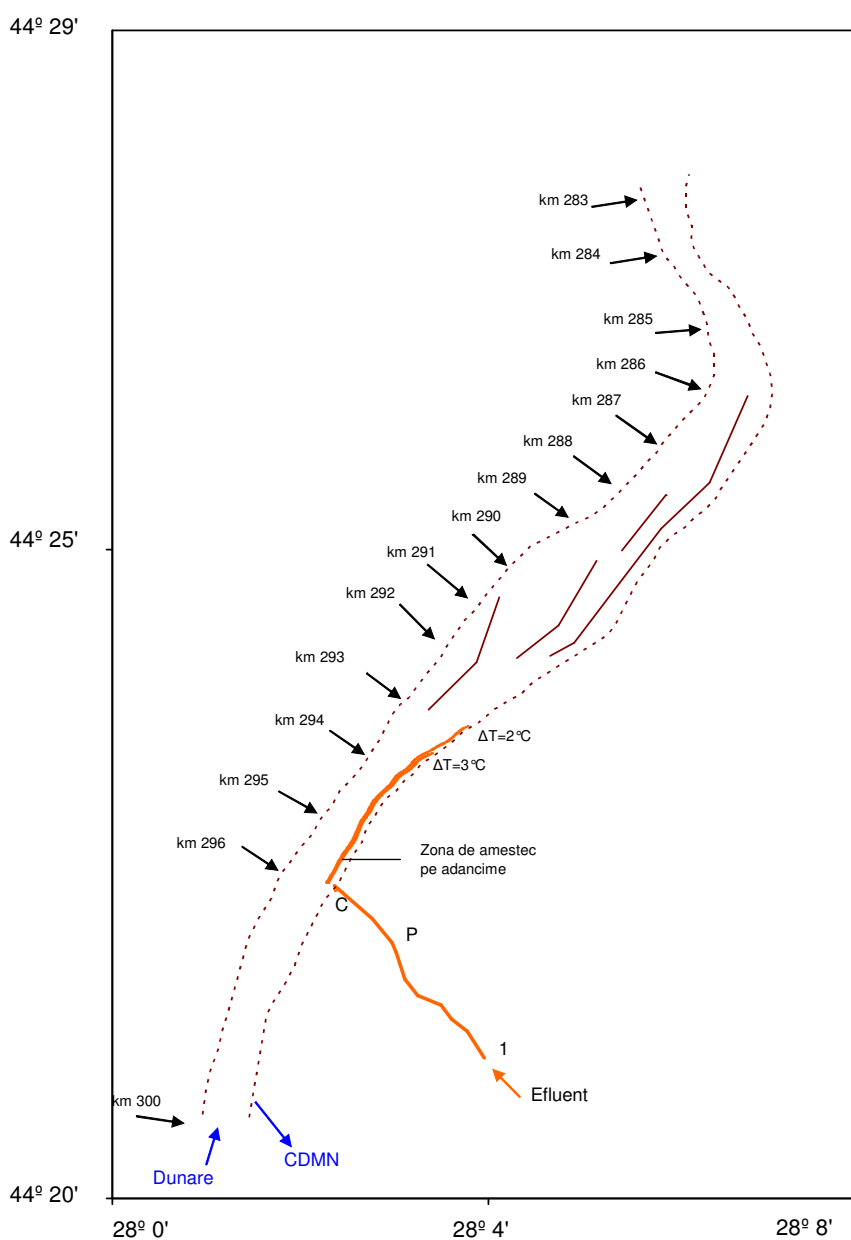 44º 29'
km 283
km 284
km 285
km 286
km 287
km 288
km 289
km 290
44º 25'
km 291
km 292
km 293
km 294
ΔT=2°C
ΔT=3°C
km 295
km 296
Zona de amestec
pe adancime
C
P
1
Efluent
km 300
CDMN
Dunare
44º 20'
28º 0'
28º 4'
28º 8'